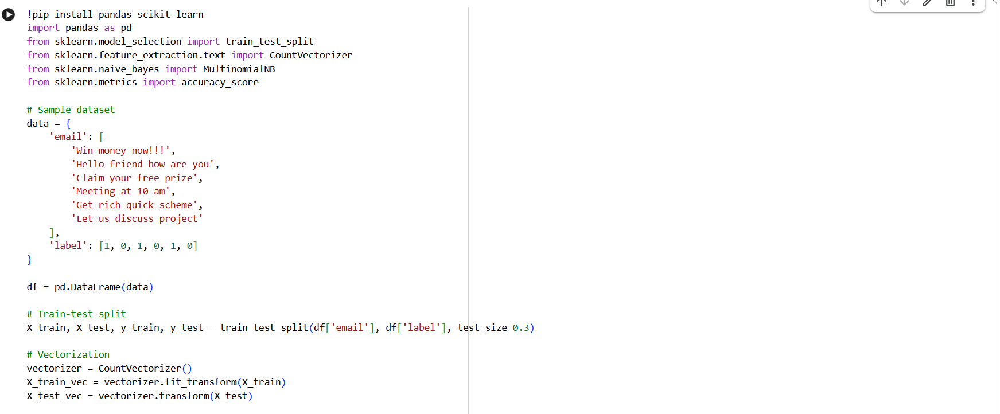 !pip install pandas scikit-learn
import pandas as pd
from sklearn.model_selection import train_test_split
from sklearn.feature_extraction.text import CountVectorizer
from sklearn.naive_bayes import MultinomialNB
from sklearn.metrics import accuracy_score
# Sample dataset
data = {
'email': [
'Win money now!!!',
'Hello friend how are you',
'Claim your free prize',
'Meeting at 10 am',
'Get rich quick scheme',
'Let us discuss project'
],
'label': [1, 0, 1, 0, 1, 0]
}
df = pd.DataFrame(data)
# Train-test split
X_train, X_test, y_train, y_test = train_test_split(df['email'], df['label'], test_size=0.3)
# Vectorization
vectorizer = CountVectorizer()
X_train_vec = vectorizer.fit_transform(X_train)
X_test_vec = vectorizer.transform(X_test)